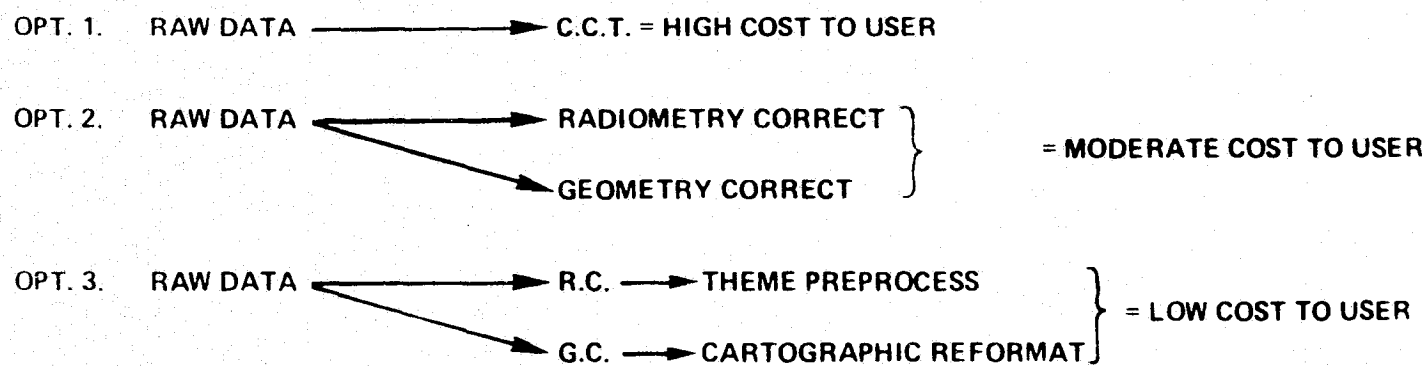 OPT. 1. RAW DATA C.C.T. = HIGH COST TO USER
OPT. 2. RAW DATA RADIOMETRY CORRECT
GEOMETRY CORRECT
= MODERATE COST TO USER
OPT. 3. RAW DATA R.C. THEME PREPROCESS
G.C. CARTOGRAPHIC REFORMAT
= LOW COST TO USER